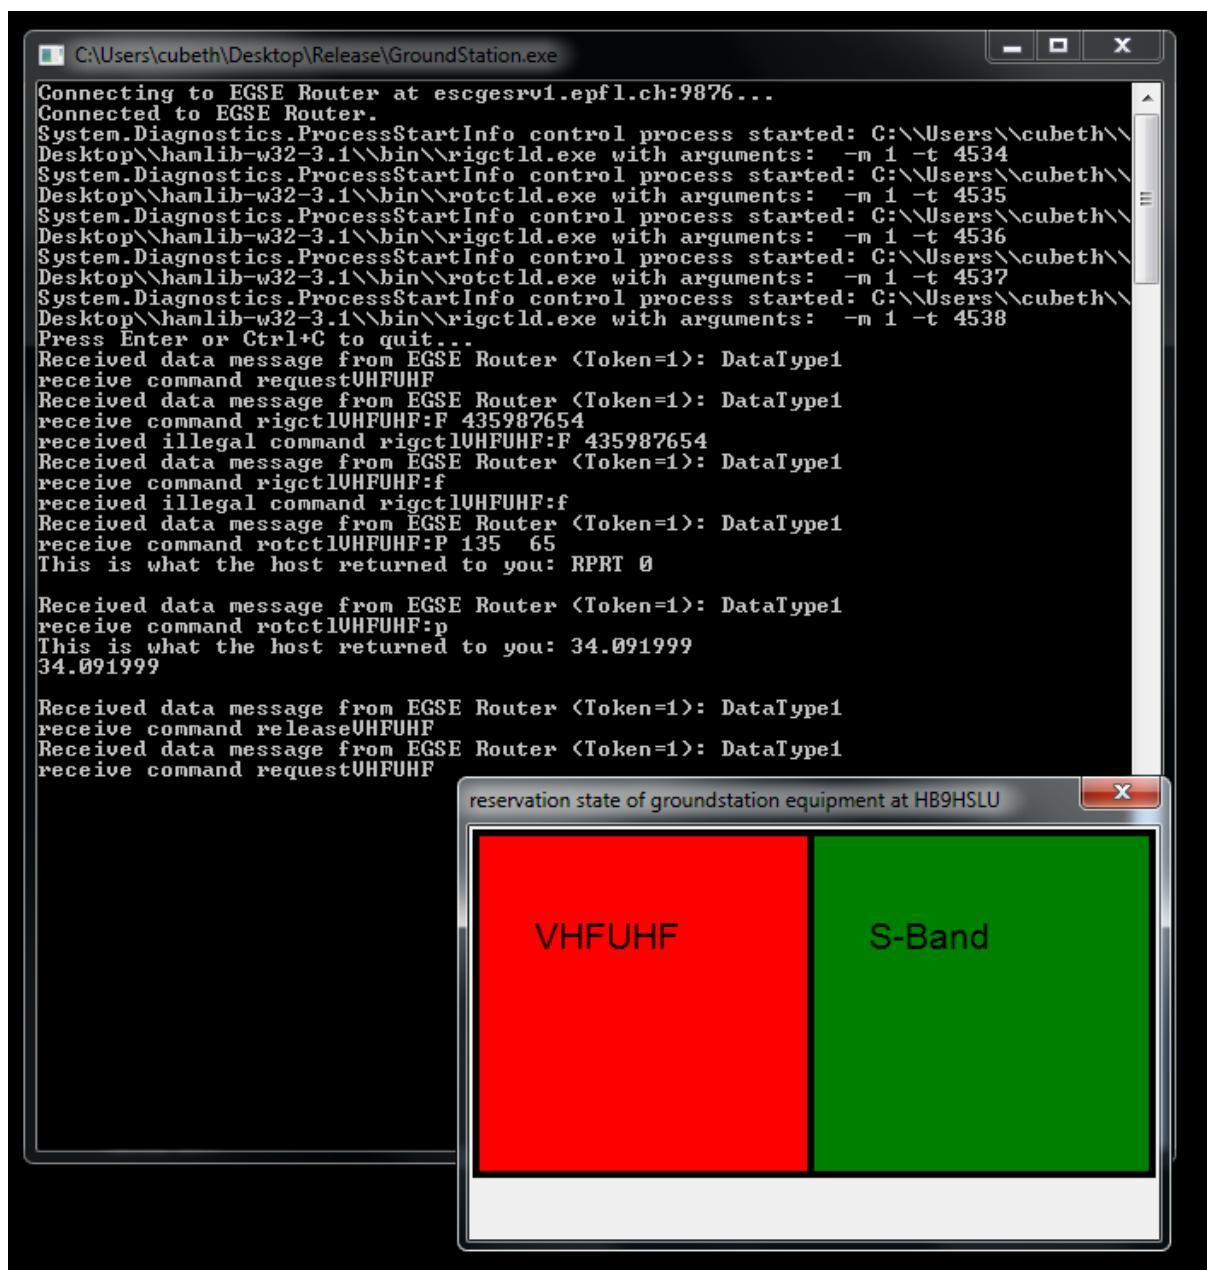 C:\Users\cubeth\Desktop\Release\GroundStation.exe
Connecting to EGSE Router at escgesrv1.epfl.ch:9876...
Connected to EGSE Router.
System.Diagnostics.ProcessStartInfo control process started: C:\\Users\\cubeth\\
Desktop\\hamlib-w32-3.1\\bin\\rigctld.exe with arguments:  -m 1 -t 4534
System.Diagnostics.ProcessStartInfo control process started: C:\\Users\\cubeth\\
Desktop\\hamlib-w32-3.1\\bin\\rotctld.exe with arguments:  -m 1 -t 4535
System.Diagnostics.ProcessStartInfo control process started: C:\\Users\\cubeth\\
Desktop\\hamlib-w32-3.1\\bin\\rigctld.exe with arguments:  -m 1 -t 4536
System.Diagnostics.ProcessStartInfo control process started: C:\\Users\\cubeth\\
Desktop\\hamlib-w32-3.1\\bin\\rotctld.exe with arguments:  -m 1 -t 4537
System.Diagnostics.ProcessStartInfo control process started: C:\\Users\\cubeth\\
Desktop\\hamlib-w32-3.1\\bin\\rigctld.exe with arguments:  -m 1 -t 4538
Press Enter or Ctrl+C to quit...
Received data message from EGSE Router (Token=1): DataType1
receive command requestVHFUHF
Received data message from EGSE Router (Token=1): DataType1
receive command rigctlVHFUHF:F 435987654
received illegal command rigctlVHFUHF:F 435987654
Received data message from EGSE Router (Token=1): DataType1
receive command rigctlVHFUHF:f
received illegal command rigctlVHFUHF:f
Received data message from EGSE Router (Token=1): DataType1
receive command rotctlVHFUHF:P 135  65
This is what the host returned to you: RPRT 0
Received data message from EGSE Router (Token=1): DataType1
receive command rotctlVHFUHF:p
This is what the host returned to you: 34.091999
34.091999
Received data message from EGSE Router (Token=1): DataType1
receive command releaseVHFUHF
Received data message from EGSE Router (Token=1): DataType1
receive command requestVHFUHF
reservation state of groundstation equipment at HB9HSLU
VHFUHF
S-Band